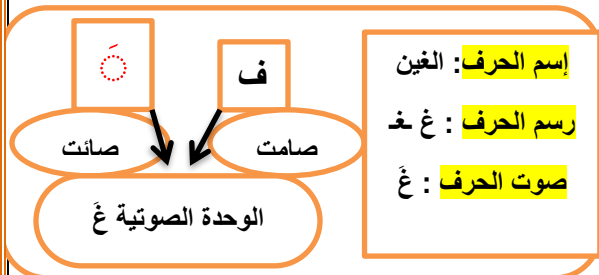 إسم الحرف: الغين
رسم الحرف : غ ـغـ
صوت الحرف : غَ
ف
َ
صامت
صائت
الوحدة الصوتية غَ